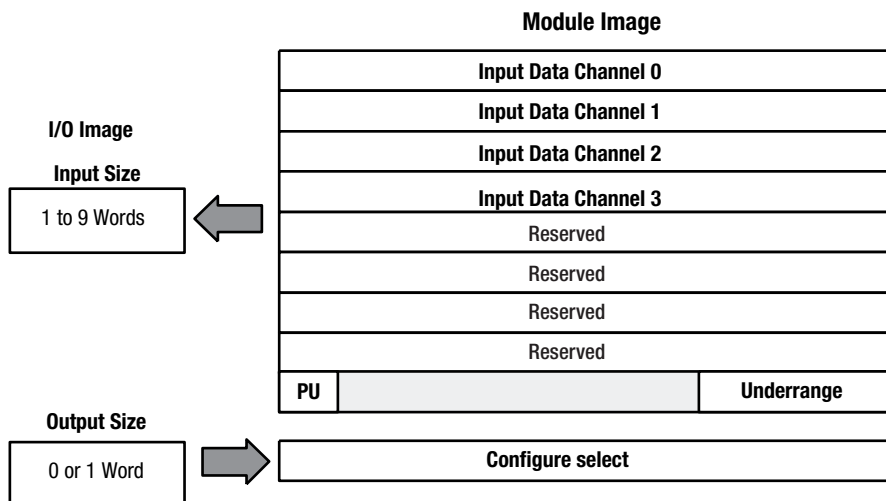 Module Image
Input Data Channel 0
Input Data Channel 1
I/O Image
Input Data Channel 2
Input Size
Input Data Channel 3
1 to 9 Words
Reserved
Reserved
Reserved
Reserved
PU
Underrange
Output Size
Configure select
0 or 1 Word